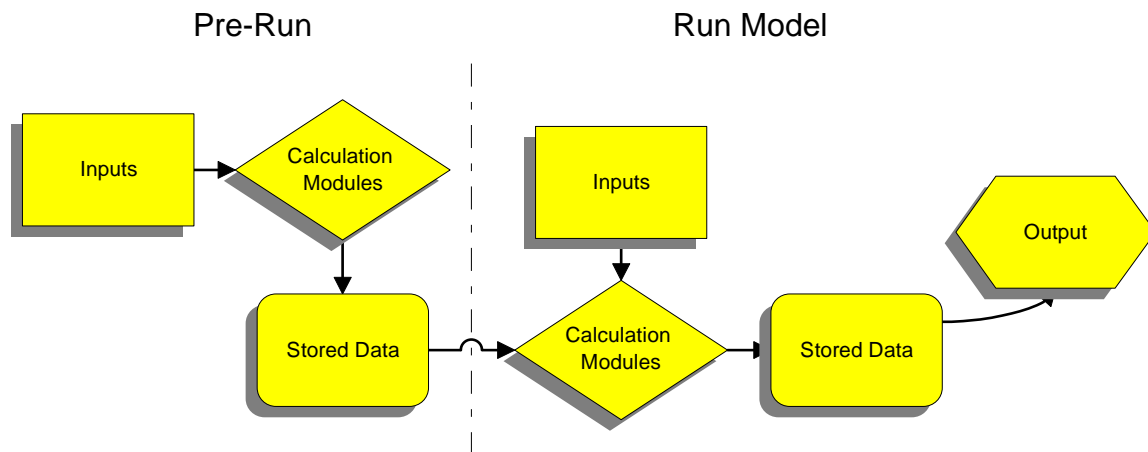 Pre-Run
Run Model
Inputs
Calculation
Modules
Stored Data
Inputs
Calculation
Modules
Stored Data
Output